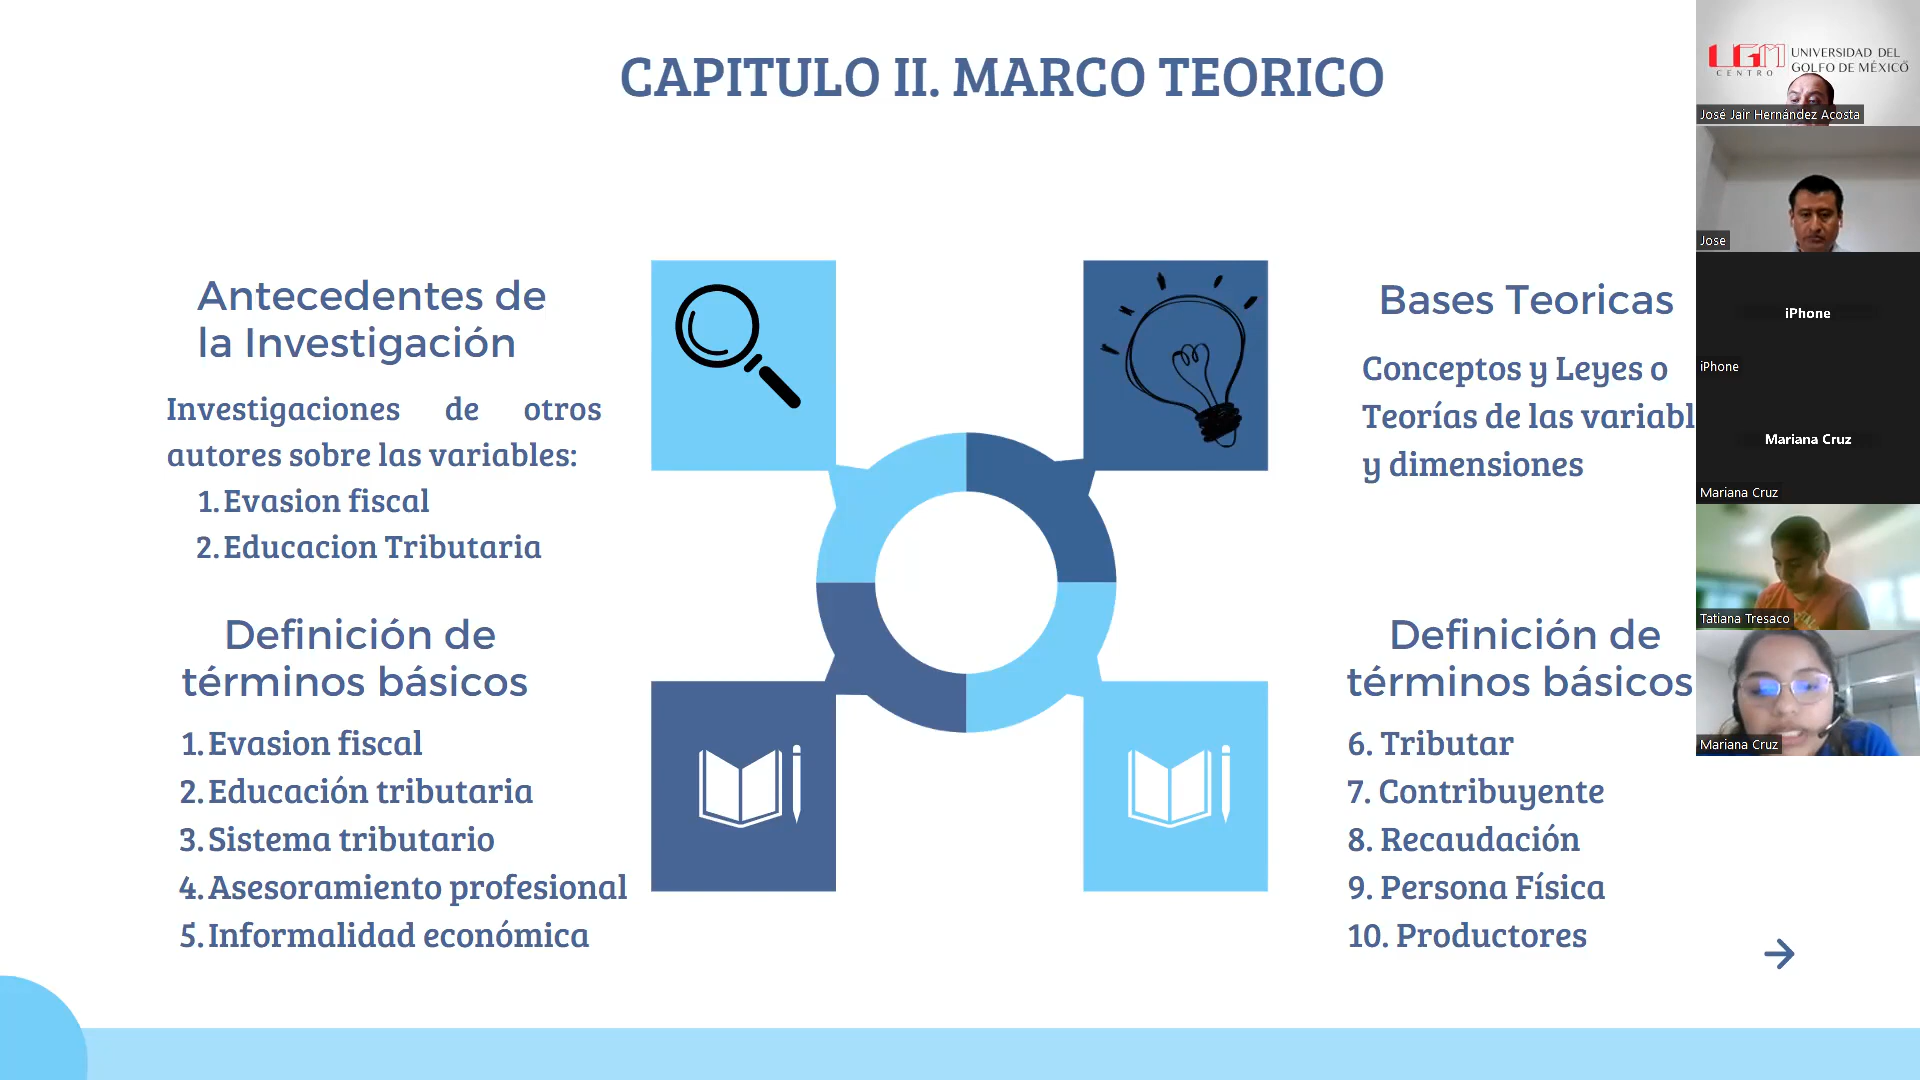 CAPITULO II. MARCO TEORICO
Antecedentes de
la Investigación
Investigaciones de otros
autores sobre las variables:
1. Evasion fiscal
2. Educacion Tributaria
Bases Teoricas
Conceptos y Leyes o
Teorías de las variabl
y dimensiones
Definición de
términos básicos
1. Evasion fiscal
2. Educación tributaria
3. Sistema tributario
4. Asesoramiento profesional
5. Informalidad económica
Definición de
términos básicos
6. Tributar
7. Contribuyente
8. Recaudación
9. Persona Física
10. Productores
UGM
CENTRO
UNIVERSIDAD DEL
GOLFO DE MÉXICO
José Jair Hernández Acosta
Jose
iPhone
iPhone
Mariana Cruz
Mariana Cruz
Tatiana Tresaco
Mariana Cruz